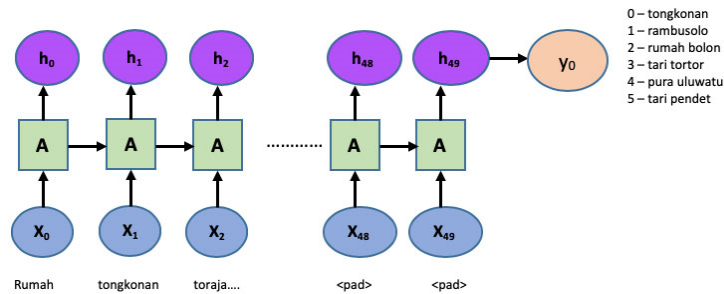 h0 h1 h2 h48 h49 y0
0 – tongkonan
1 – rambusolo
2 – rumah bolon
3 – tari tortor
4 – pura uluwatu
5 – tari pendet
A A A ............ A A
X0 X1 X2 X48 X49
Rumah tongkonan toraja.... <pad> <pad>